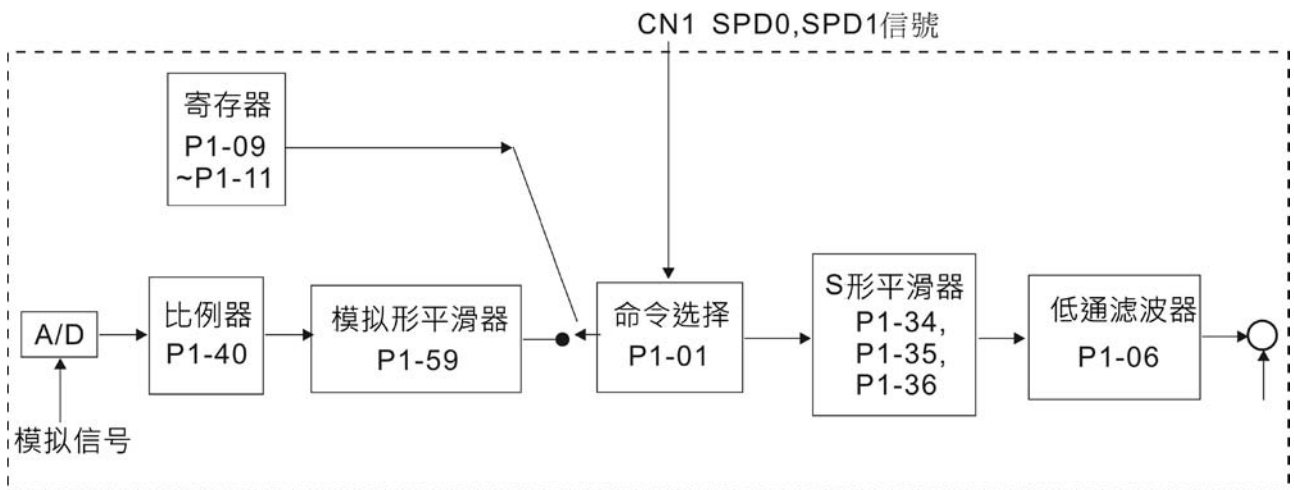 CN1 SPD0,SPD1信號
寄存器
P1-09
~P1-11
A/D
模拟信号
比例器
P1-40
模拟形平滑器
P1-59
命令选择
P1-01
S形平滑器
P1-34,
P1-35,
P1-36
低通滤波器
P1-06